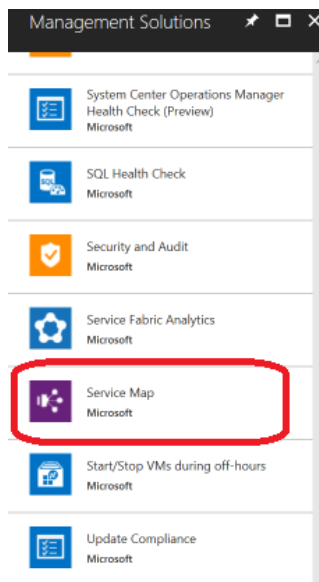 Management Solutions
System Center Operations Manager
Health Check (Preview)
Microsoft
SQL Health Check
Microsoft
Security and Audit
Microsoft
Service Fabric Analytics
Microsoft
Service Map
Microsoft
Start/Stop VMs during off-hours
Microsoft
Update Compliance
Microsoft